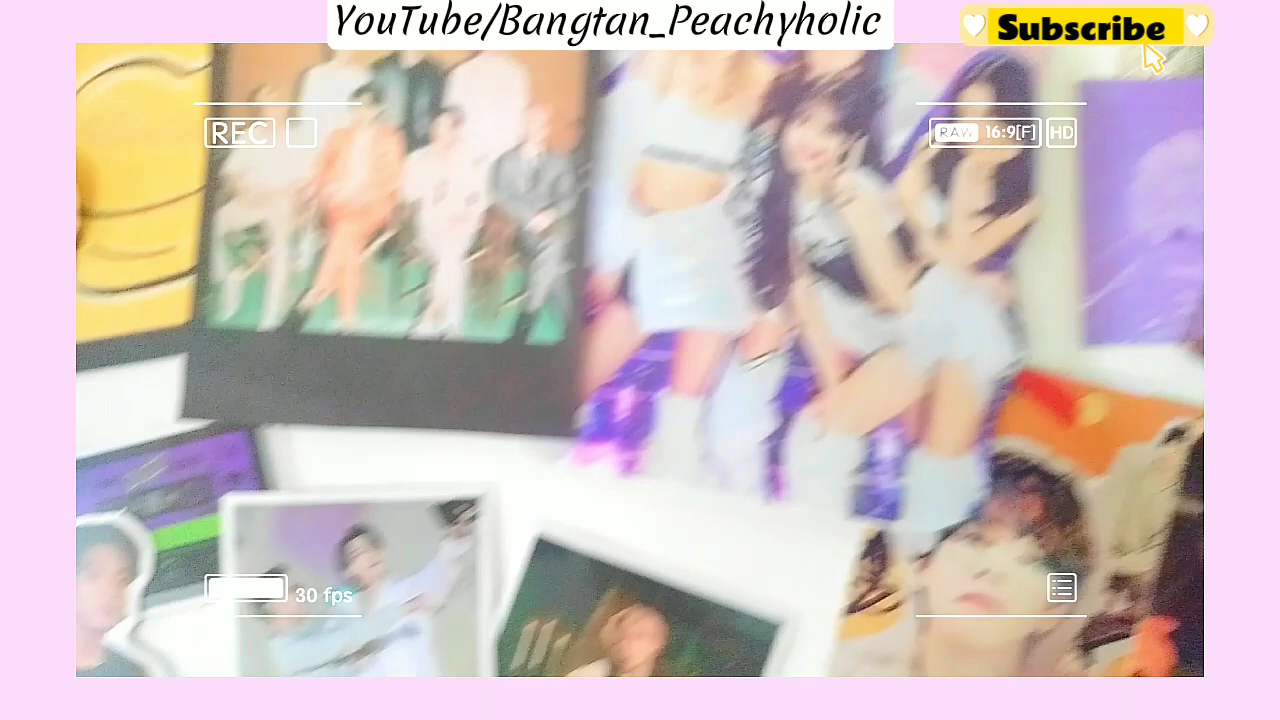 YouTube/Bangtan_Peachyholic
Subscribe
REC
RAW 16:9[F] HD
30 fps